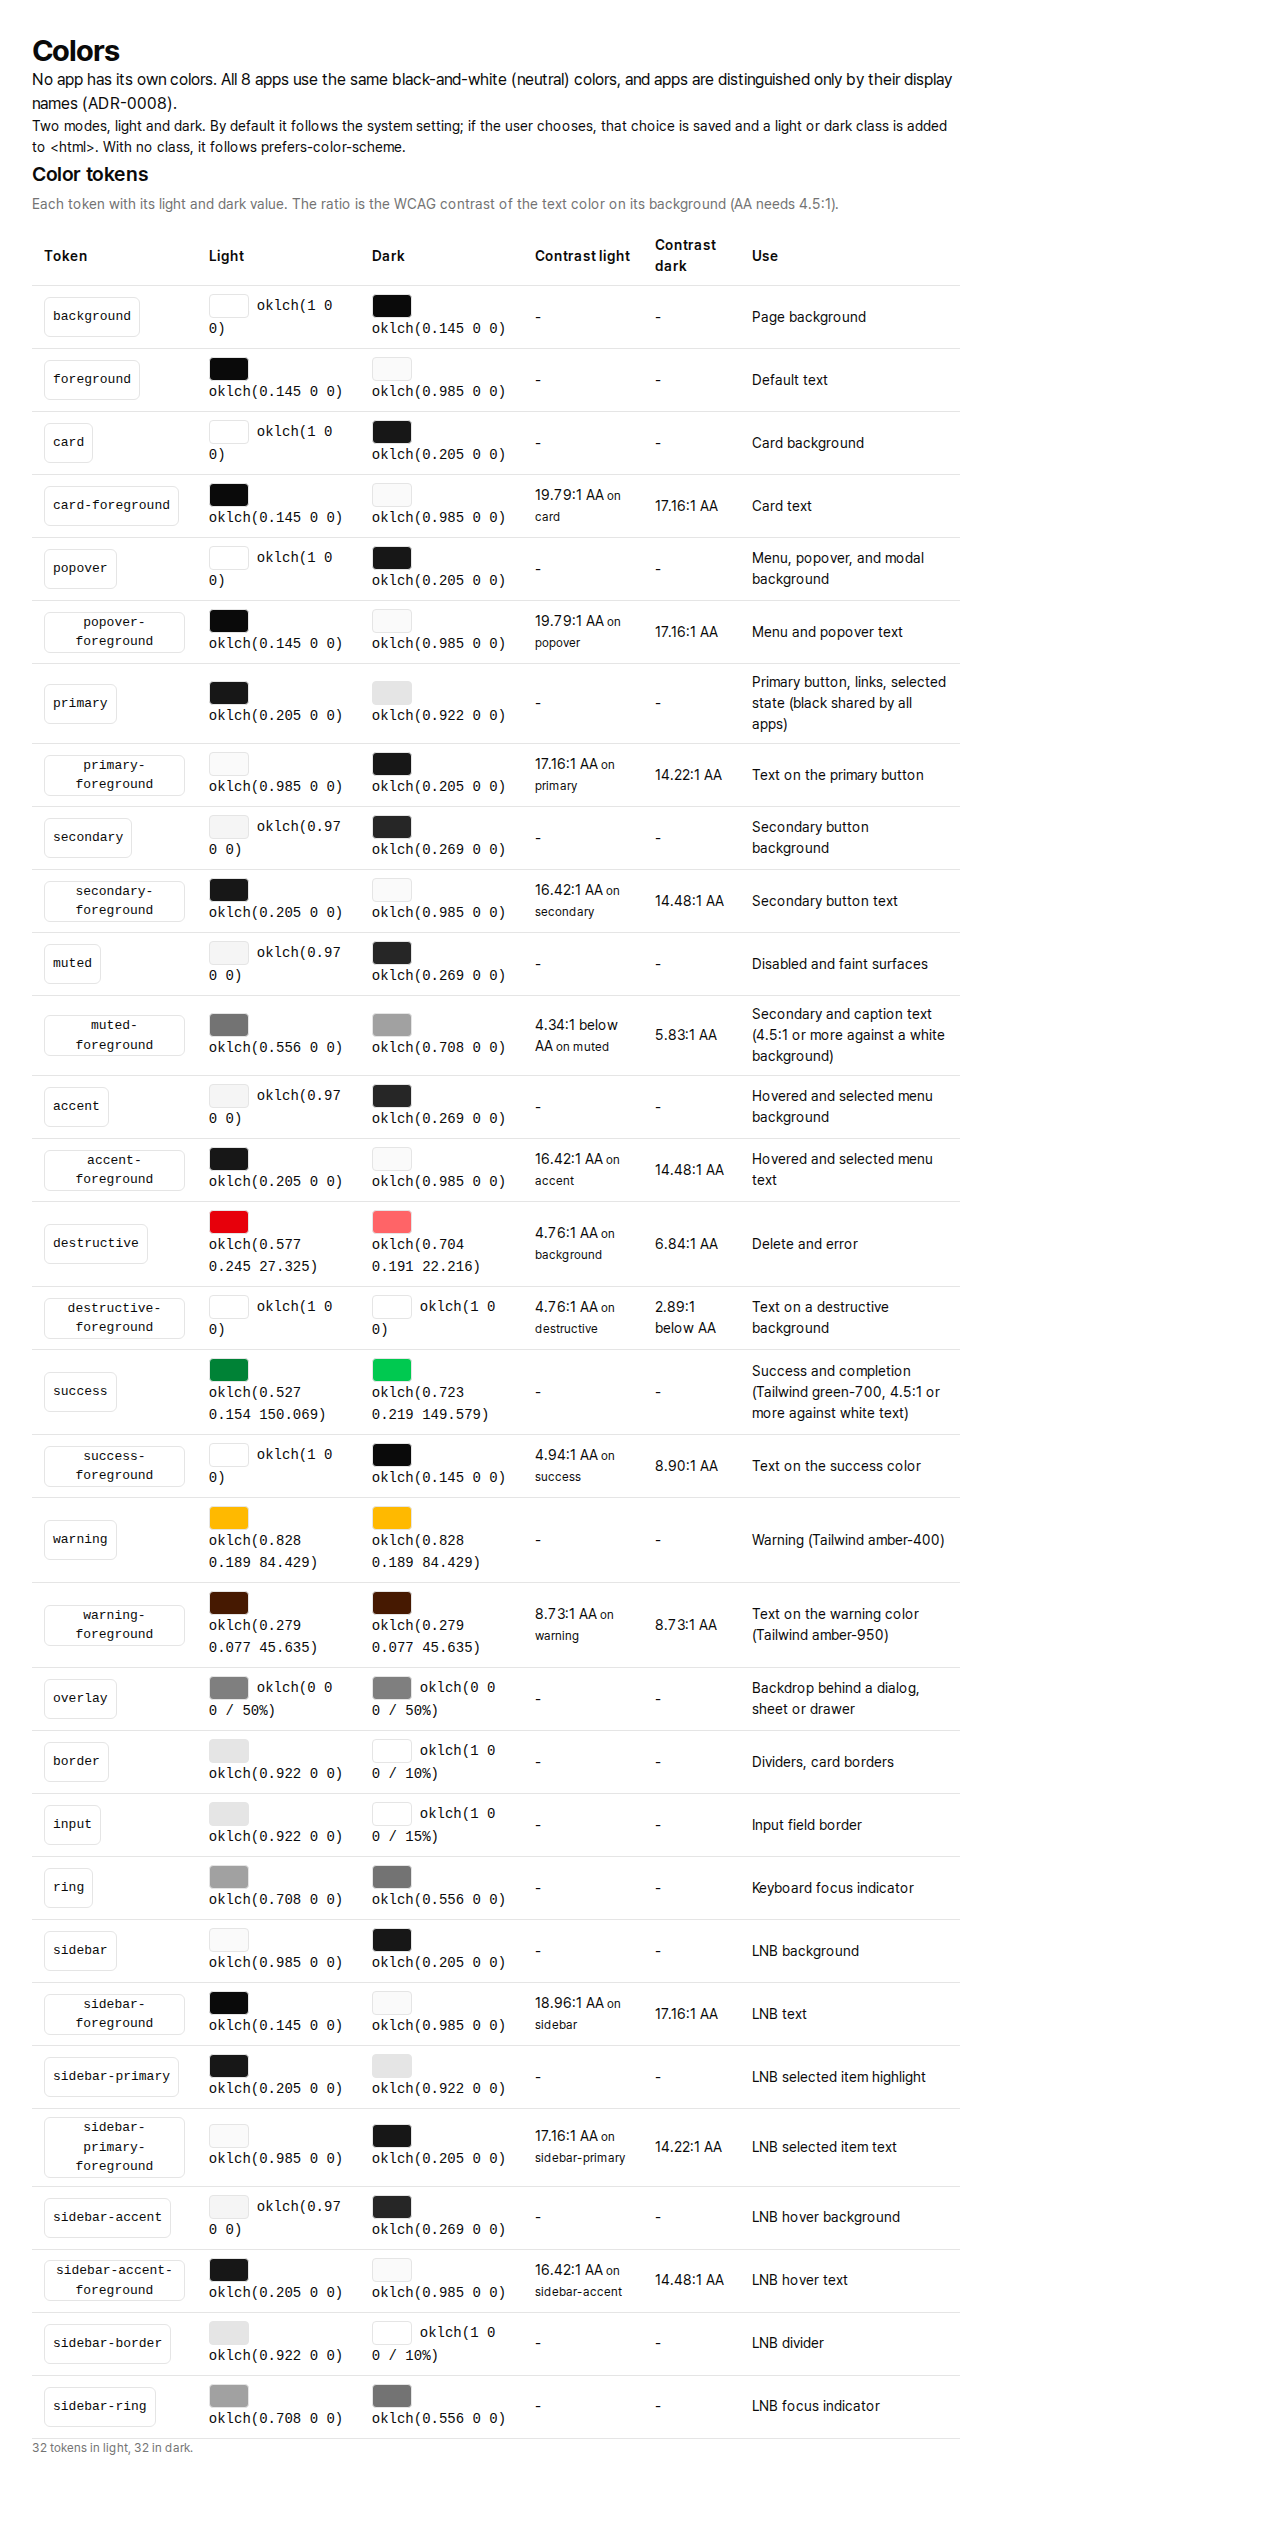 Colors
No app has its own colors. All 8 apps use the same black-and-white (neutral) colors, and apps are distinguished only by their display
names (ADR-0008).
Two modes, light and dark. By default it follows the system setting; if the user chooses, that choice is saved and a light or dark class is added
to <html>. With no class, it follows prefers-color-scheme.
Color tokens
Each token with its light and dark value. The ratio is the WCAG contrast of the text color on its background (AA needs 4.5:1).
Token Light Dark Contrast light Contrast dark Use
background oklch(1 0 0) oklch(0.145 0 0) - - Page background
foreground oklch(0.145 0 0) oklch(0.985 0 0) - - Default text
card oklch(1 0 0) oklch(0.205 0 0) - - Card background
card-foreground oklch(0.145 0 0) oklch(0.985 0 0) 19.79:1 AA on card 17.16:1 AA Card text
popover oklch(1 0 0) oklch(0.205 0 0) - - Menu, popover, and modal background
popover-foreground oklch(0.145 0 0) oklch(0.985 0 0) 19.79:1 AA on popover 17.16:1 AA Menu and popover text
primary oklch(0.205 0 0) oklch(0.922 0 0) - - Primary button, links, selected state (black shared by all apps)
primary-foreground oklch(0.985 0 0) oklch(0.205 0 0) 17.16:1 AA on primary 14.22:1 AA Text on the primary button
secondary oklch(0.97 0 0) oklch(0.269 0 0) - - Secondary button background
secondary-foreground oklch(0.205 0 0) oklch(0.985 0 0) 16.42:1 AA on secondary 14.48:1 AA Secondary button text
muted oklch(0.97 0 0) oklch(0.269 0 0) - - Disabled and faint surfaces
muted-foreground oklch(0.556 0 0) oklch(0.708 0 0) 4.34:1 below AA on muted 5.83:1 AA Secondary and caption text (4.5:1 or more against a white background)
accent oklch(0.97 0 0) oklch(0.269 0 0) - - Hovered and selected menu background
accent-foreground oklch(0.205 0 0) oklch(0.985 0 0) 16.42:1 AA on accent 14.48:1 AA Hovered and selected menu text
destructive oklch(0.577 0.245 27.325) oklch(0.704 0.191 22.216) 4.76:1 AA on background 6.84:1 AA Delete and error
destructive-foreground oklch(1 0 0) oklch(1 0 0) 4.76:1 AA on destructive 2.89:1 below AA Text on a destructive background
success oklch(0.527 0.154 150.069) oklch(0.723 0.219 149.579) - - Success and completion (Tailwind green-700, 4.5:1 or more against white text)
success-foreground oklch(1 0 0) oklch(0.145 0 0) 4.94:1 AA on success 8.90:1 AA Text on the success color
warning oklch(0.828 0.189 84.429) oklch(0.828 0.189 84.429) - - Warning (Tailwind amber-400)
warning-foreground oklch(0.279 0.077 45.635) oklch(0.279 0.077 45.635) 8.73:1 AA on warning 8.73:1 AA Text on the warning color (Tailwind amber-950)
overlay oklch(0 0 0 / 50%) oklch(0 0 0 / 50%) - - Backdrop behind a dialog, sheet or drawer
border oklch(0.922 0 0) oklch(1 0 0 / 10%) - - Dividers, card borders
input oklch(0.922 0 0) oklch(1 0 0 / 15%) - - Input field border
ring oklch(0.708 0 0) oklch(0.556 0 0) - - Keyboard focus indicator
sidebar oklch(0.985 0 0) oklch(0.205 0 0) - - LNB background
sidebar-foreground oklch(0.145 0 0) oklch(0.985 0 0) 18.96:1 AA on sidebar 17.16:1 AA LNB text
sidebar-primary oklch(0.205 0 0) oklch(0.922 0 0) - - LNB selected item highlight
sidebar-primary-foreground oklch(0.985 0 0) oklch(0.205 0 0) 17.16:1 AA on sidebar-primary 14.22:1 AA LNB selected item text
sidebar-accent oklch(0.97 0 0) oklch(0.269 0 0) - - LNB hover background
sidebar-accent-foreground oklch(0.205 0 0) oklch(0.985 0 0) 16.42:1 AA on sidebar-accent 14.48:1 AA LNB hover text
sidebar-border oklch(0.922 0 0) oklch(1 0 0 / 10%) - - LNB divider
sidebar-ring oklch(0.708 0 0) oklch(0.556 0 0) - - LNB focus indicator
32 tokens in light, 32 in dark.